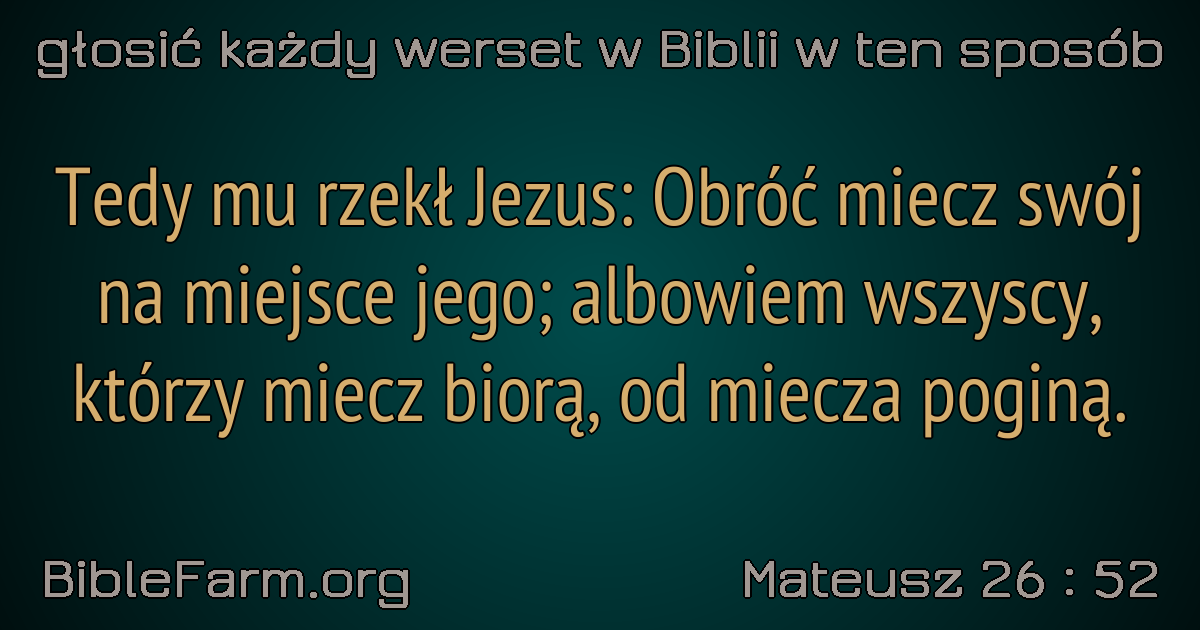 głosić każdy werset w Biblii w ten sposób
Tedy mu rzekł Jezus: Obróć miecz swój
na miejsce jego; albowiem wszyscy,
którzy miecz biorą, od miecza poginą.
BibleFarm.org
Mateusz 26 : 52